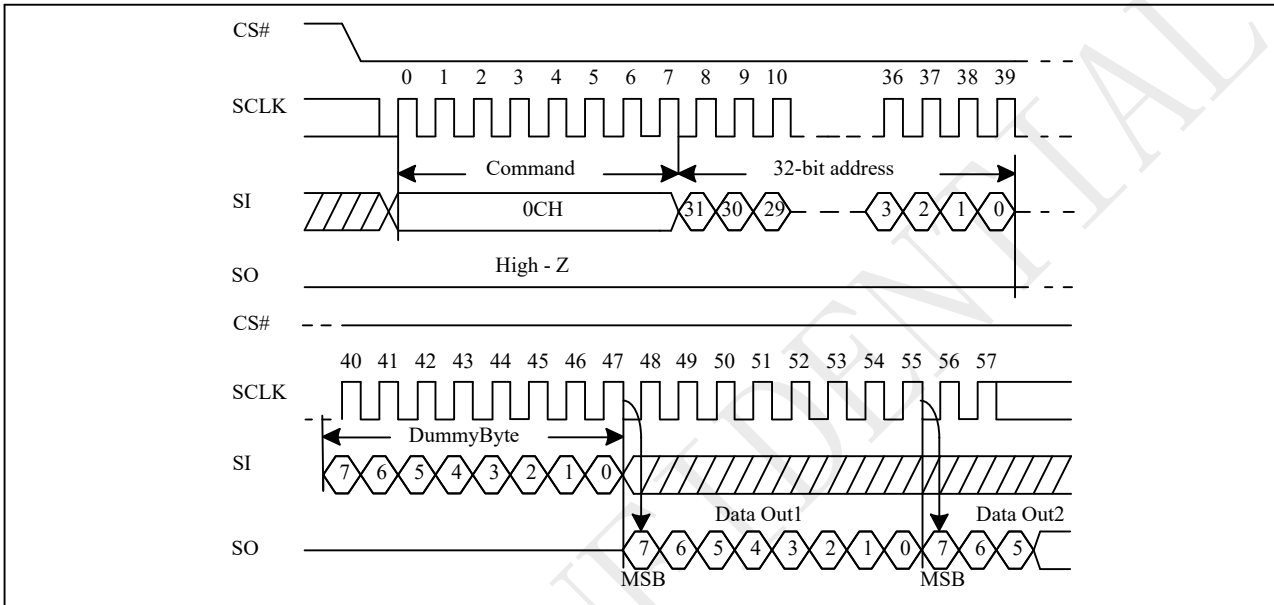 CS#
0 1 2 3 4 5 6 7 8 9 10 36 37 38 39
SCLK
Command 32-bit address
SI 0CH 31 30 29 3 2 1 0
High - Z
SO
CS#
40 41 42 43 44 45 46 47 48 49 50 51 52 53 54 55 56 57
SCLK
DummyByte
SI 7 6 5 4 3 2 1 0
Data Out1 Data Out2
SO 7 6 5 4 3 2 1 0 7 6 5
MSB MSB